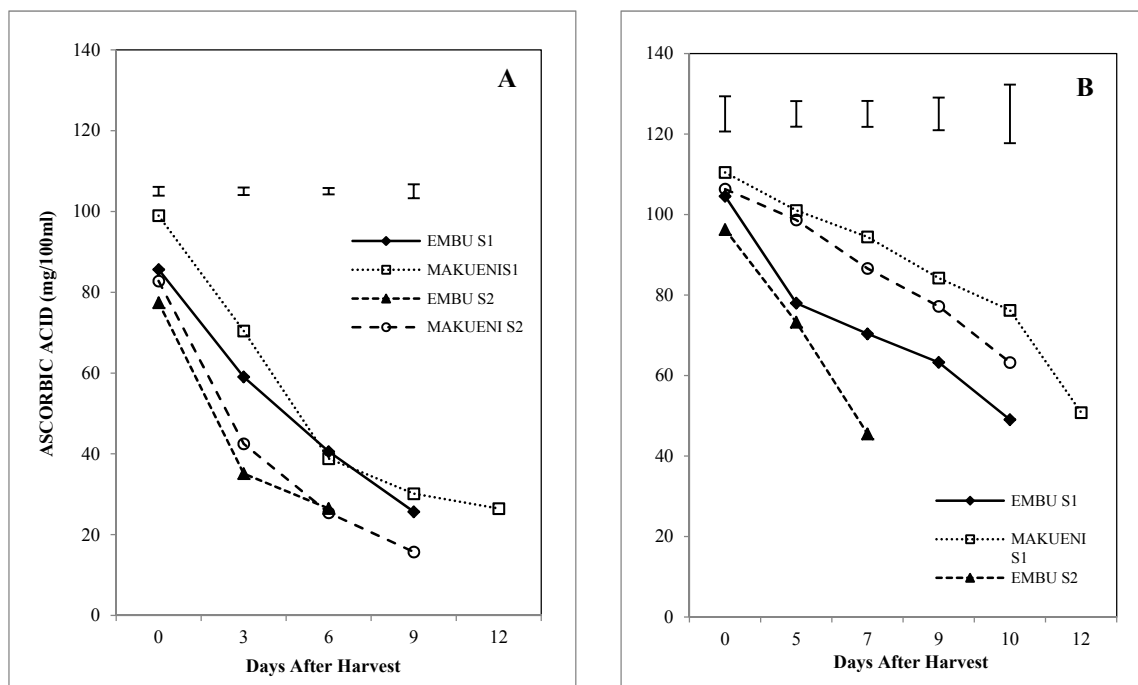 A
140
120
100
80
60
40
20
0
ASCORBIC ACID (mg/100ml)
EMBU S1
MAKUENIS1
EMBU S2
MAKUENI S2
0 3 6 9 12
Days After Harvest
B
140
120
100
80
60
40
20
0
EMBU S1
MAKUENI
S1
EMBU S2
0 5 7 9 10 12
Days After Harvest